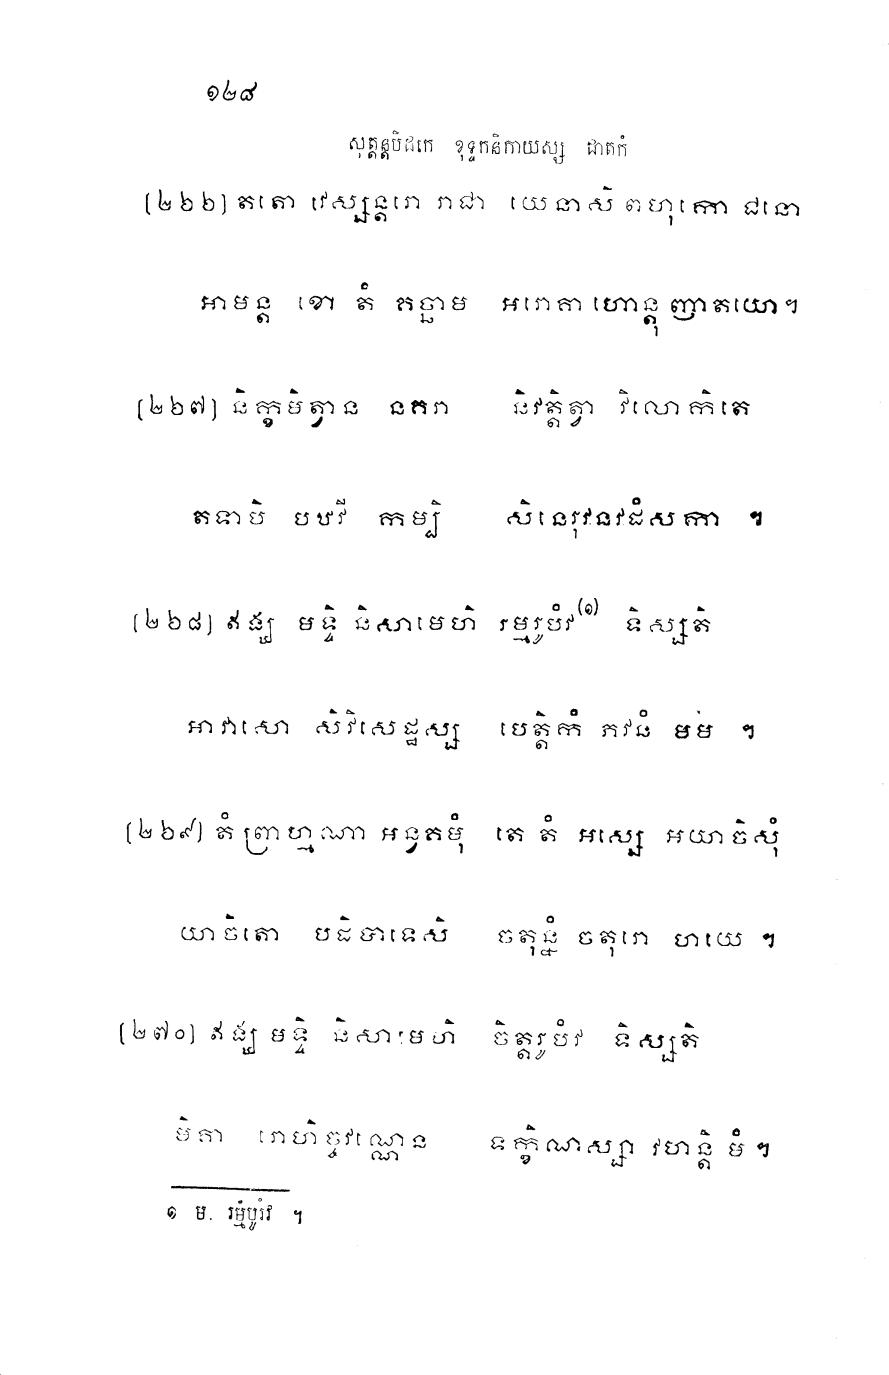 ១២៨
សុត្តន្តបិដកេ ខុទ្ទកនិកាយស្ស ជាតកំ
(២៦៦) តតោ វេស្សន្តរោ រាជា យេនាសិ ពហុកោ ជនោ
អាមន្ត ខោ តំ គច្ឆាម អរោគា ហោន្តុ ញាតយោ។
(២៦៧) និក្ខមិត្វាន នគរា និវត្តិត្វា វិលោកិតេ
តទាបិ បឋវី កម្បិ សិនេរុវនវដំសកា ។
(២៦៨) ឥង្ឃ មទ្ទិ និសាមេហិ រម្មរូបំវ(១) ទិស្សតិ
អាវាសោ សិវិសេដ្ឋស្ស បេត្តិកំ ភវនំ មម ។
(២៦៩) តំ ព្រាហ្មណា អន្វគមុំ តេ តំ អស្សេ អយាចិសុំ
យាចិតោ បដិបាទេសិ ចតុន្នំ ចតុរោ ហយេ ។
(២៧០) ឥង្ឃ មទ្ទិ និសាមេហិ ចិត្តរូបំវ ទិស្សតិ
មិគា រោហិច្ចវណ្ណេន ទក្ខិណស្សា វហន្តិ មំ។
១ ម. រម្មរូបំវ ។